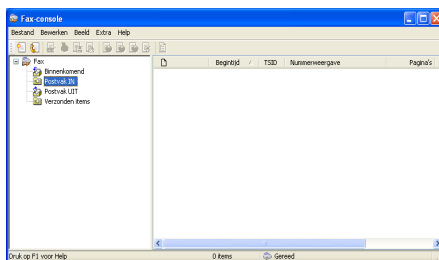 Fax-console
Bestand Bewerken Beeld Extra Help
Fax
Binnenkomend
Postvak IN
Postvak UIT
Verzonden items
Begintijd TSID Nummerweergave Pagina's
Druk op F1 voor Help 0 items Gereed